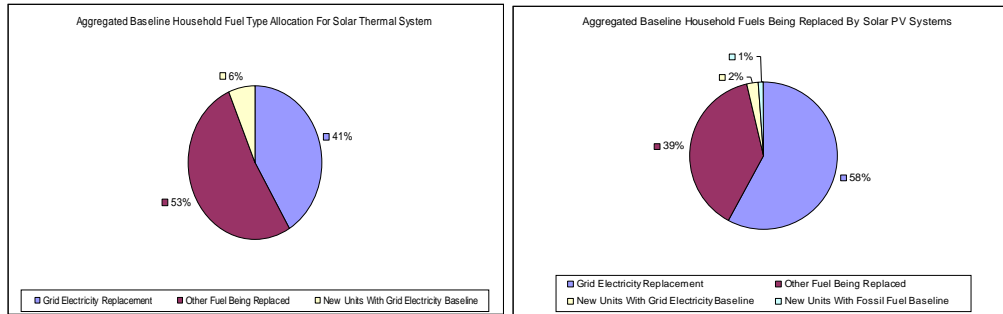 Aggregated Baseline Household Fuel Type Allocation For Solar Thermal System
6%
41%
53%
Grid Electricity Replacement
Other Fuel Being Replaced
New Units With Grid Electricity Baseline
Aggregated Baseline Household Fuels Being Replaced By Solar PV Systems
1%
2%
39%
58%
Grid Electricity Replacement
Other Fuel Being Replaced
New Units With Grid Electricity Baseline
New Units With Fossil Fuel Baseline